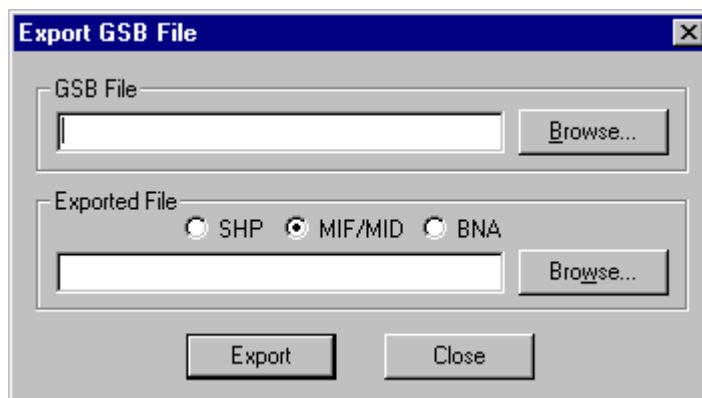 Export GSB File
GSB File
Browse...
Exported File
SHP MIF/MID BNA
Browse...
Export Close